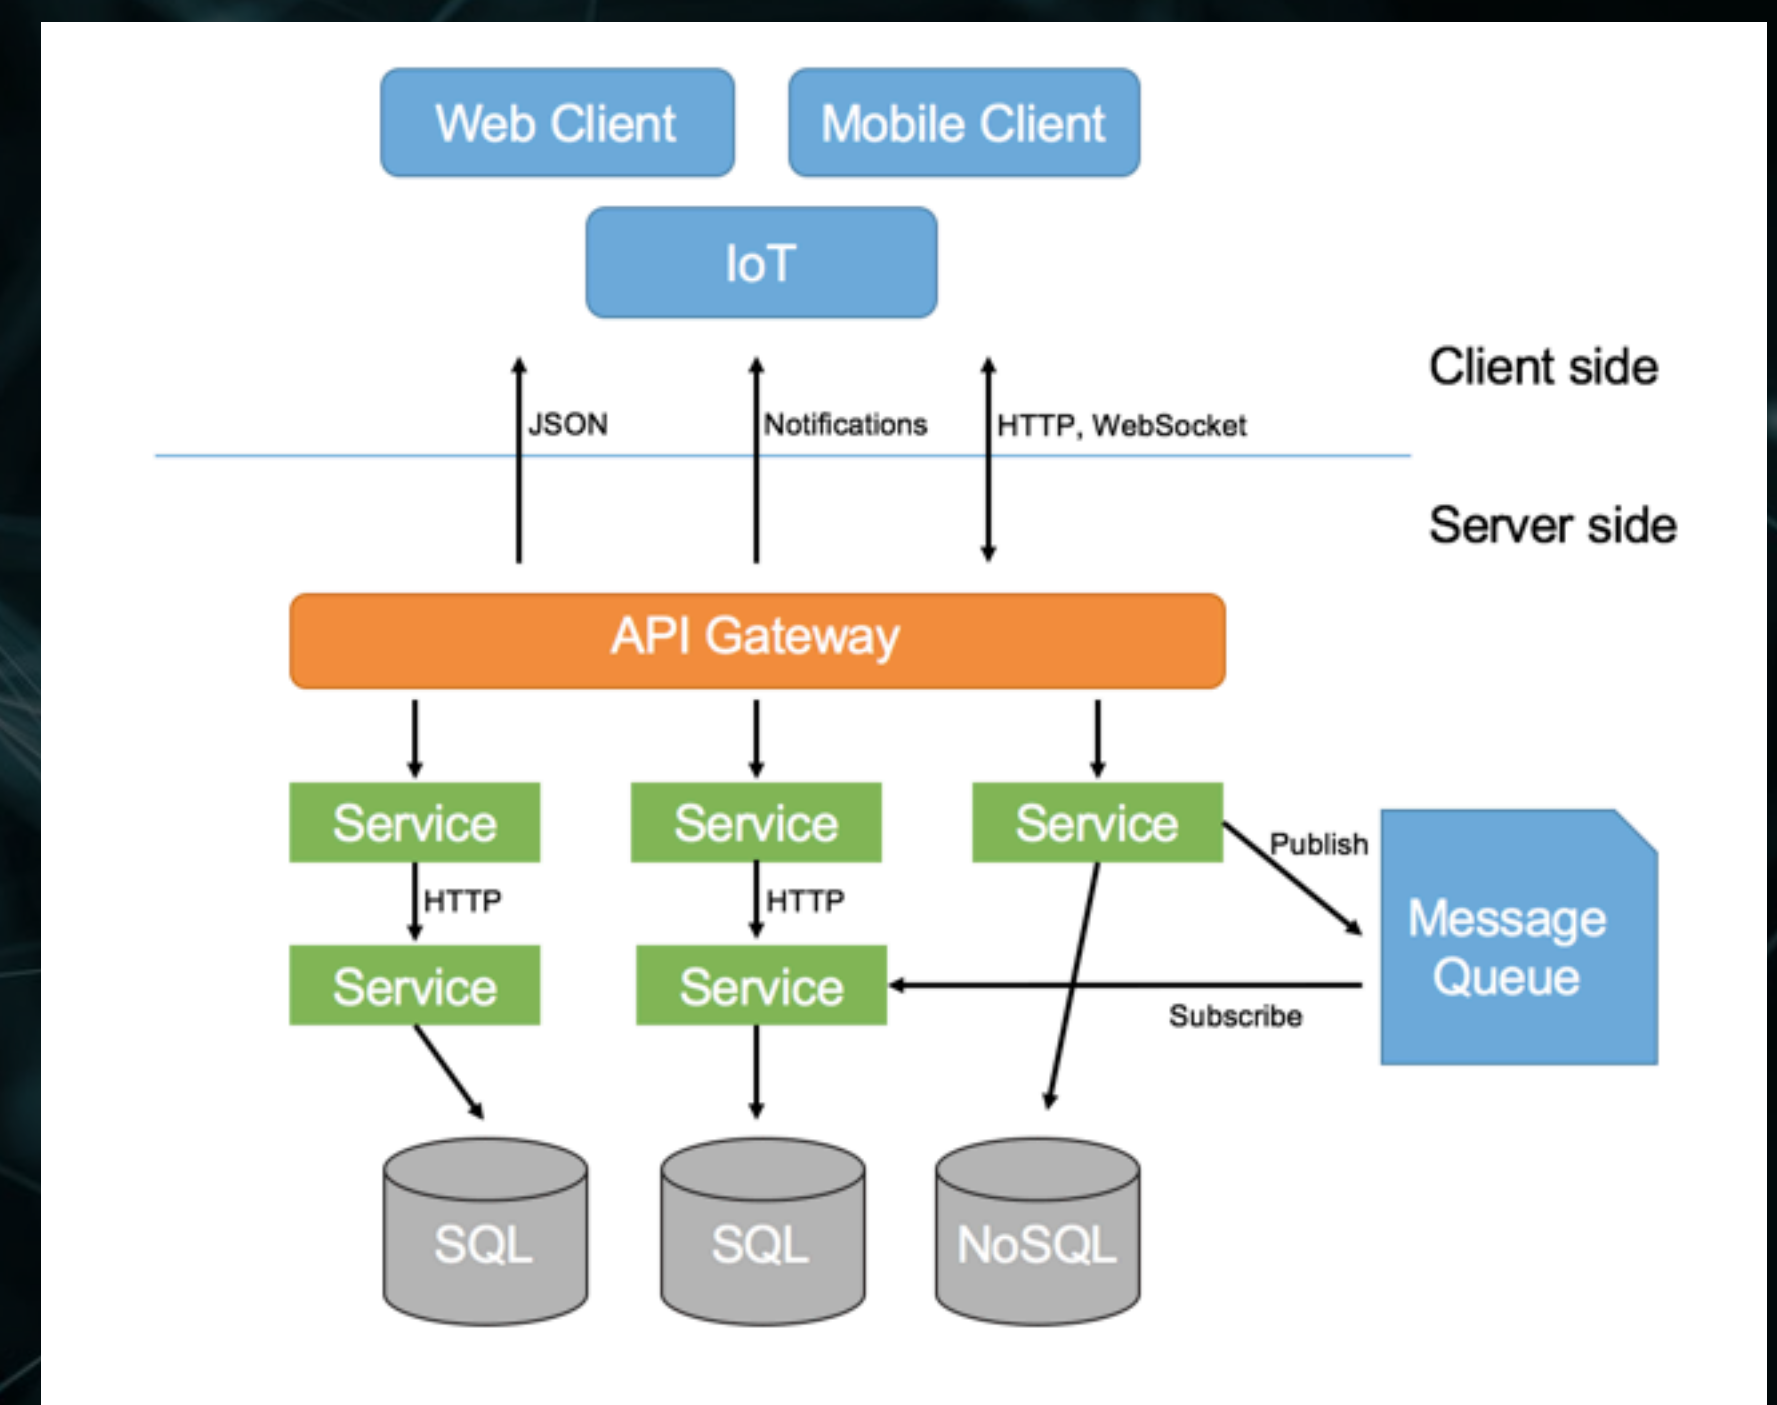 Web Client
Mobile Client
IoT
Client side
JSON
Notifications
HTTP, WebSocket
Server side
API Gateway
Service
Service
Service
Publish
HTTP
HTTP
Message
Queue
Service
Service
Subscribe
SQL
SQL
NoSQL